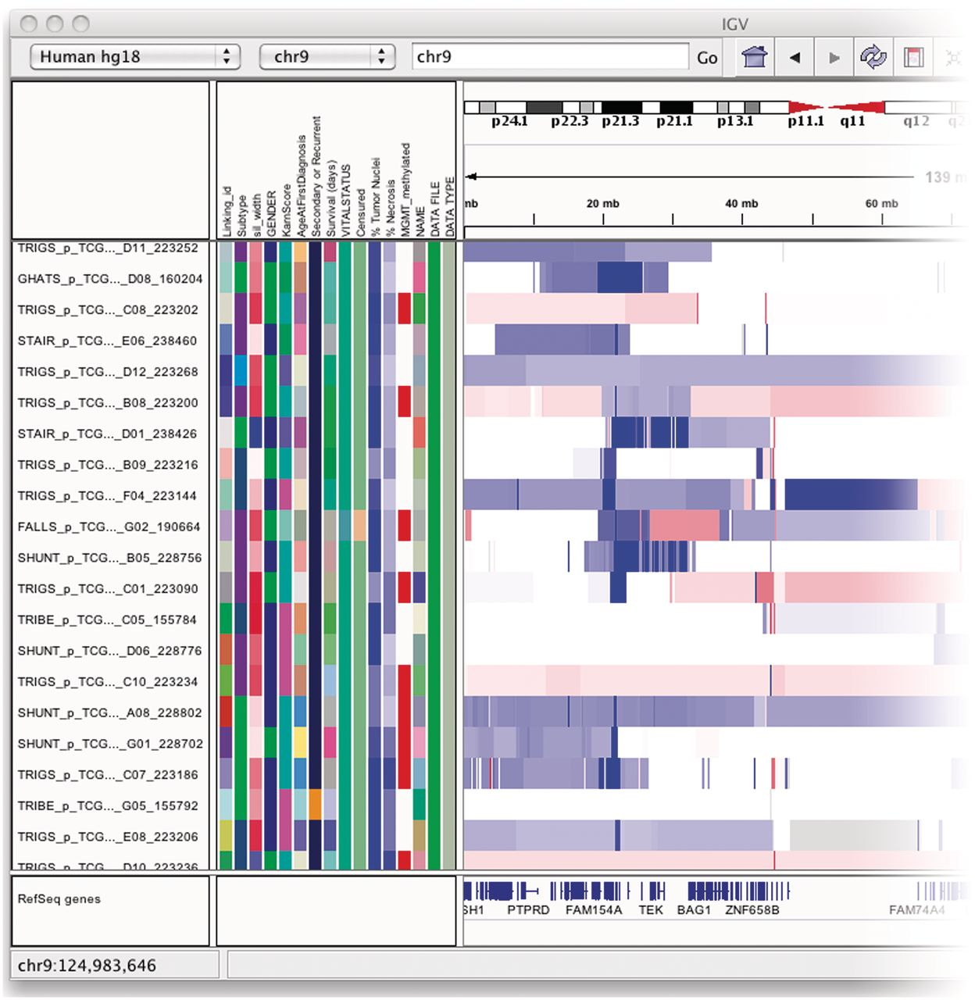 IGV
Human hg18
chr9
chr9
Go
p24.1
p22.3
p21.3
p21.1
p13.1
p11.1
q11
q12
139 m
mb
20 mb
40 mb
60 mb
Linking_id
Subtype
sil_width
GENDER
KarnScore
AgeAtFirstDiagnosis
Secondary or Recurrent
Survival (days)
VITALSTATUS
Censured
% Tumor Nuclei
% Necrosis
MGMT_methylated
NAME
DATA FILE
DATA TYPE
TRIGS_p_TCG..._D11_223252
GHATS_p_TCG..._D08_160204
TRIGS_p_TCG..._C08_223202
STAIR_p_TCG..._E06_238460
TRIGS_p_TCG..._D12_223268
TRIGS_p_TCG..._B08_223200
STAIR_p_TCG..._D01_238426
TRIGS_p_TCG..._B09_223216
TRIGS_p_TCG..._F04_223144
FALLS_p_TCG..._G02_190664
SHUNT_p_TCG..._B05_228756
TRIGS_p_TCG..._C01_223090
TRIBE_p_TCG..._C05_155784
SHUNT_p_TCG..._D06_228776
TRIGS_p_TCG..._C10_223234
SHUNT_p_TCG..._A08_228802
SHUNT_p_TCG..._G01_228702
TRIGS_p_TCG..._C07_223186
TRIBE_p_TCG..._G05_155792
TRIGS_p_TCG..._E08_223206
TRIGS_p_TCG..._D10_223236
RefSeq genes
SH1
PTPRD
FAM154A
TEK
BAG1
ZNF658B
FAM74A4
chr9:124,983,646